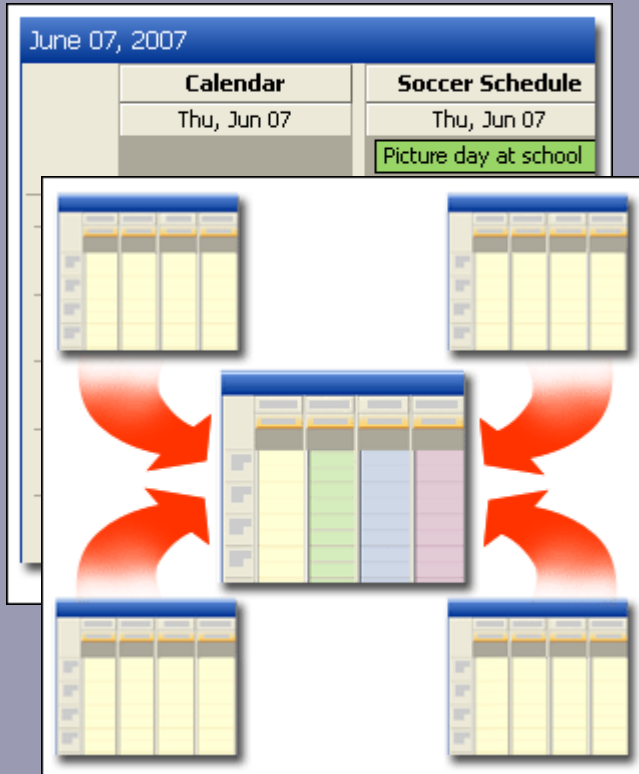 June 07, 2007
Calendar Soccer Schedule
Thu, Jun 07 Thu, Jun 07
Picture day at school